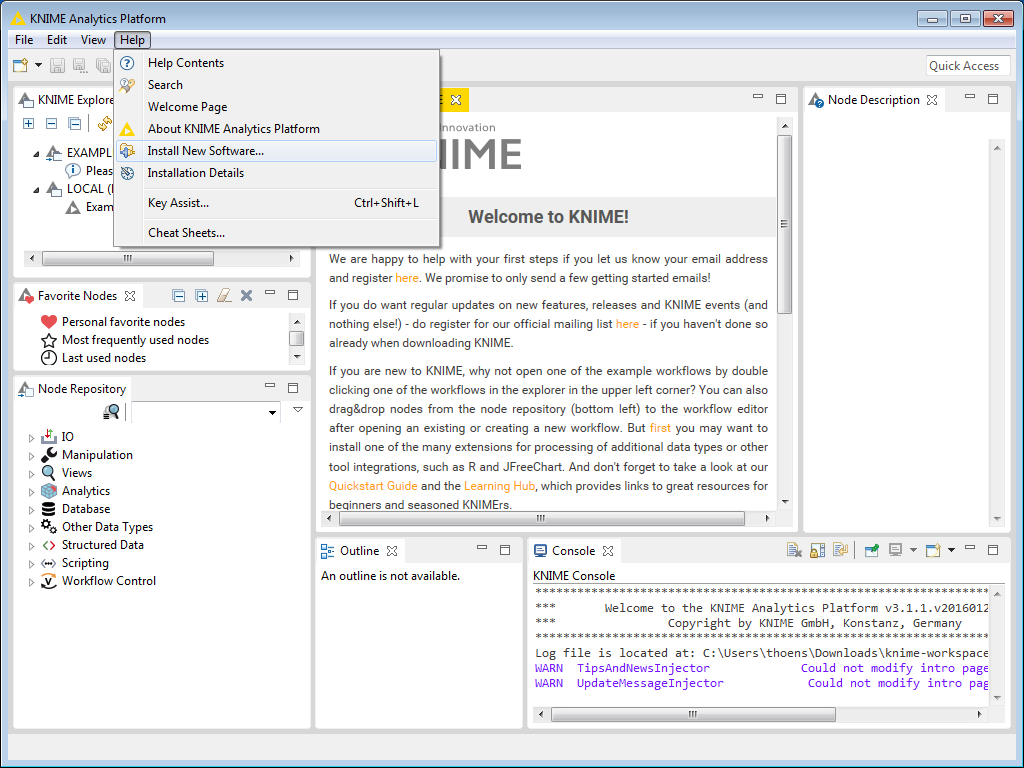 KNIME Analytics Platform
File Edit View Help
Quick Access
Help Contents
Search
Welcome Page
About KNIME Analytics Platform
Install New Software...
Installation Details
Key Assist... Ctrl+Shift+L
Cheat Sheets...
KNIME Explore
EXAMPL
Pleas
LOCAL (
Exam
Favorite Nodes
Personal favorite nodes
Most frequently used nodes
Last used nodes
Node Repository
IO
Manipulation
Views
Analytics
Database
Other Data Types
Structured Data
Scripting
Workflow Control
Innovation
NIME
Welcome to KNIME!
We are happy to help with your first steps if you let us know your email address
and register here. We promise to only send a few getting started emails!
If you do want regular updates on new features, releases and KNIME events (and
nothing else!) - do register for our official mailing list here - if you haven't done so
already when downloading KNIME.
If you are new to KNIME, why not open one of the example workflows by double
clicking one of the workflows in the explorer in the upper left corner? You can also
drag&drop nodes from the node repository (bottom left) to the workflow editor
after opening an existing or creating a new workflow. But first you may want to
install one of the many extensions for processing of additional data types or other
tool integrations, such as R and JFreeChart. And don't forget to take a look at our
Quickstart Guide and the Learning Hub, which provides links to great resources for
beginners and seasoned KNIMErs.
Node Description
Outline
An outline is not available.
Console
KNIME Console
****************************************************************
*** Welcome to the KNIME Analytics Platform v3.1.1.v2016012
*** Copyright by KNIME GmbH, Konstanz, Germany
****************************************************************
Log file is located at: C:\Users\thoens\Downloads\knime-workspace
WARN TipsAndNewsInjector Could not modify intro page
WARN UpdateMessageInjector Could not modify intro page